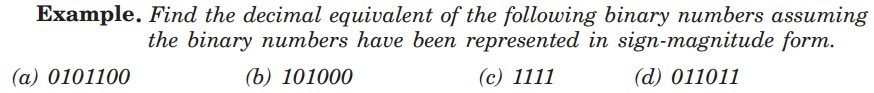 Example. Find the decimal equivalent of the following binary numbers assuming
the binary numbers have been represented in sign-magnitude form.
(a) 0101100 (b) 101000 (c) 1111 (d) 011011